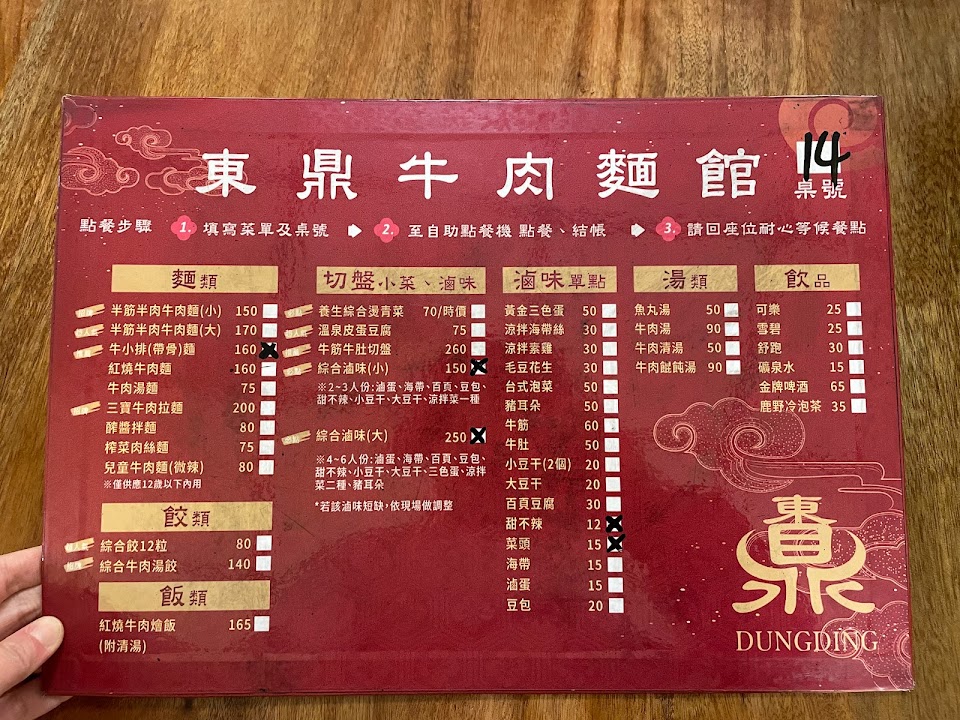 東鼎牛肉麵館
14
桌號
點餐步驟 1. 填寫菜單及桌號 2. 至自助點餐機 點餐、結帳 3. 請回座位耐心等候餐點
麵類
半筋半肉牛肉麵(小) 150
半筋半肉牛肉麵(大) 170
牛小排(帶骨)麵 160
紅燒牛肉麵 160
牛肉湯麵 75
三寶牛肉拉麵 200
醡醬拌麵 80
榨菜肉絲麵 75
兒童牛肉麵(微辣) 80
※僅供應12歲以下內用
餃類
綜合餃12粒 80
綜合牛肉湯餃 140
飯類
紅燒牛肉燴飯 165
(附清湯)
切盤小菜、滷味
養生綜合燙青菜 70/時價
溫泉皮蛋豆腐 75
牛筋牛肚切盤 260
綜合滷味(小) 150
※2~3人份:滷蛋、海帶、百頁、豆包、
甜不辣、小豆干、大豆干、涼拌菜一種
綜合滷味(大) 250
※4~6人份:滷蛋、海帶、百頁、豆包、
甜不辣、小豆干、大豆干、三色蛋、涼拌
菜二種、豬耳朵
*若該滷味短缺,依現場做調整
滷味單點
黃金三色蛋 50
涼拌海帶絲 30
涼拌素雞 30
毛豆花生 30
台式泡菜 50
豬耳朵 50
牛筋 60
牛肚 50
小豆干(2個) 20
大豆干 20
百頁豆腐 30
甜不辣 12
菜頭 15
海帶 15
滷蛋 15
豆包 20
湯類
魚丸湯 50
牛肉湯 90
牛肉清湯 50
牛肉餛飩湯 90
飲品
可樂 25
雪碧 25
舒跑 30
礦泉水 15
金牌啤酒 65
鹿野冷泡茶 35
東鼎
DUNGDING